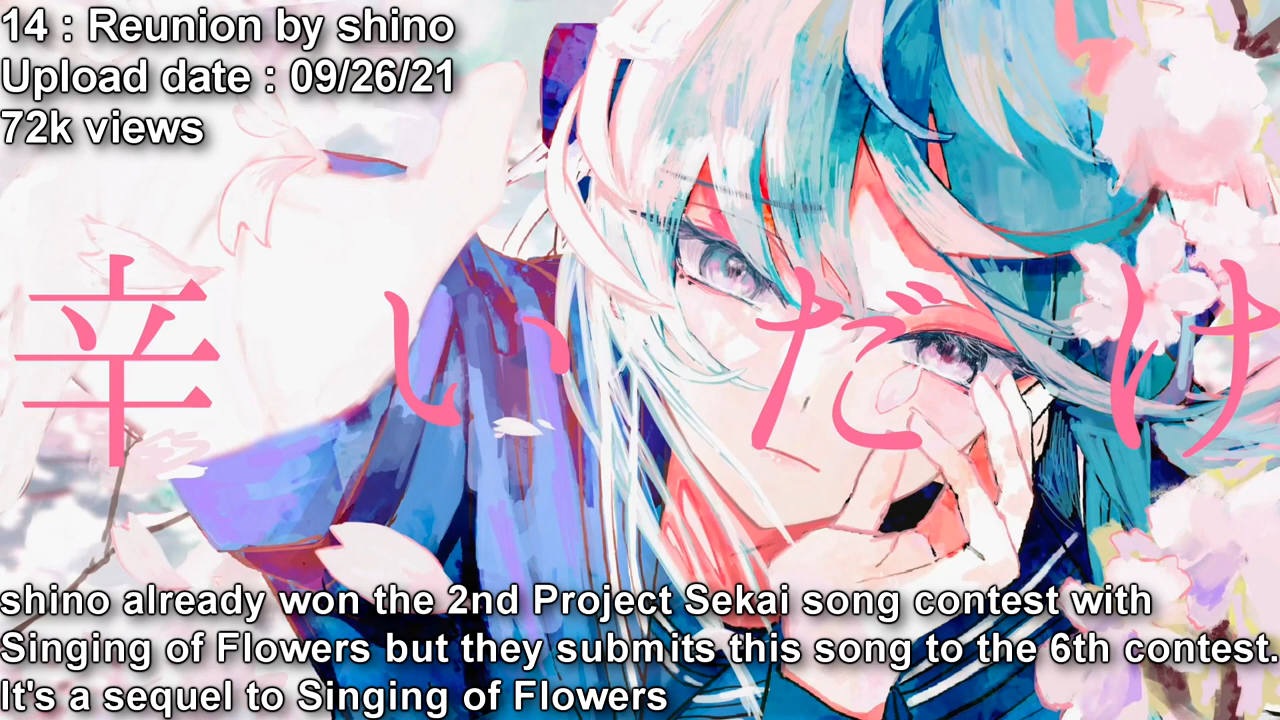 14 : Reunion by shino
Upload date : 09/26/21
72k views
辛いだけ
shino already won the 2nd Project Sekai song contest with
Singing of Flowers but they submits this song to the 6th contest.
It's a sequel to Singing of Flowers